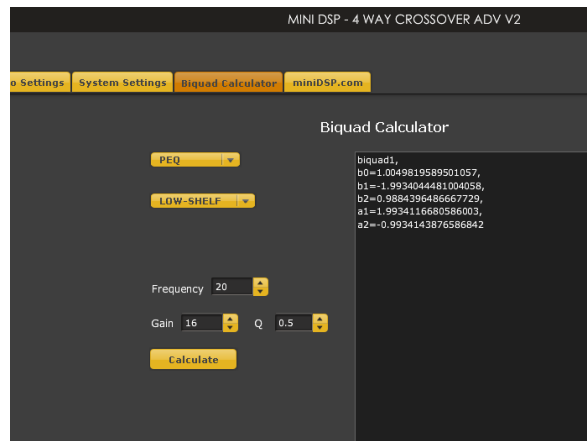 MINI DSP - 4 WAY CROSSOVER ADV V2
o Settings System Settings Biquad Calculator miniDSP.com
Biquad Calculator
PEQ
LOW-SHELF
biquad1,
b0=1.0049819589501057,
b1=-1.9934044481004058,
b2=0.9884396486667729,
a1=1.9934116680586003,
a2=-0.9934143876586842
Frequency 20
Gain 16 Q 0.5
Calculate